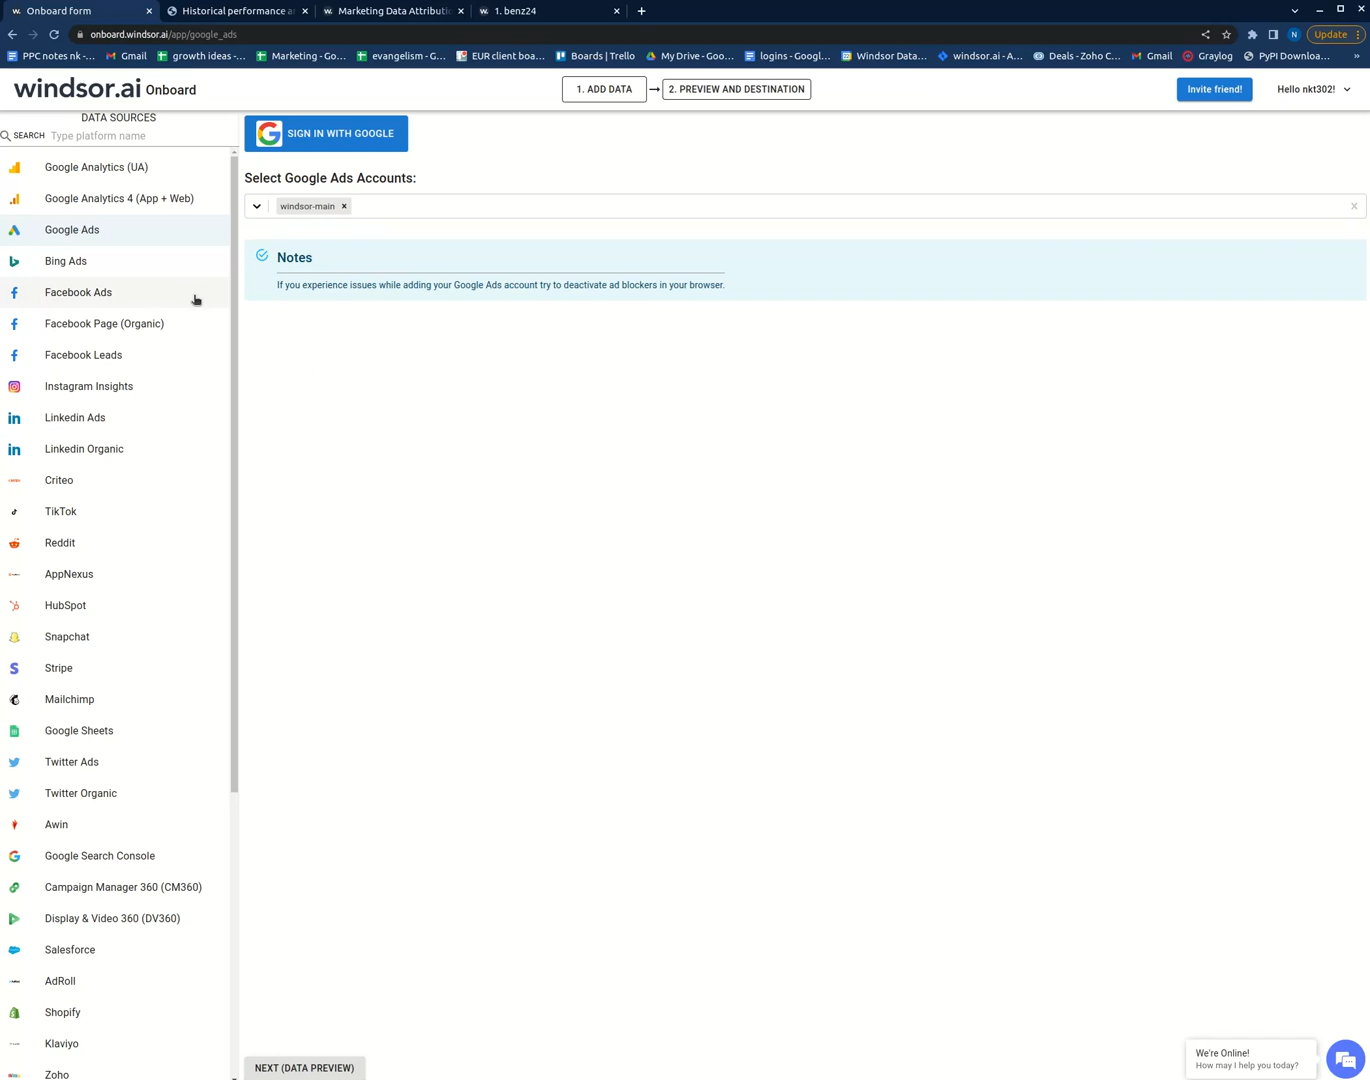 Onboard form
Historical performance a
Marketing Data Attributi
1. benz24
onboard.windsor.ai/app/google_ads
N
Update
PPC notes nk -...
Gmail
growth ideas -...
Marketing - Go...
evangelism - G...
EUR client boa...
Boards | Trello
My Drive - Goo...
logins - Googl...
Windsor Data...
windsor.ai - A...
Deals - Zoho C...
Gmail
Graylog
PyPI Downloa...
windsor.ai Onboard
1. ADD DATA
2. PREVIEW AND DESTINATION
Invite friend!
Hello nkt302!
DATA SOURCES
SEARCH Type platform name
Google Analytics (UA)
Google Analytics 4 (App + Web)
Google Ads
Bing Ads
Facebook Ads
Facebook Page (Organic)
Facebook Leads
Instagram Insights
Linkedin Ads
Linkedin Organic
Criteo
TikTok
Reddit
AppNexus
HubSpot
Snapchat
Stripe
Mailchimp
Google Sheets
Twitter Ads
Twitter Organic
Awin
Google Search Console
Campaign Manager 360 (CM360)
Display & Video 360 (DV360)
Salesforce
AdRoll
Shopify
Klaviyo
Zoho
SIGN IN WITH GOOGLE
Select Google Ads Accounts:
windsor-main
Notes
If you experience issues while adding your Google Ads account try to deactivate ad blockers in your browser.
NEXT (DATA PREVIEW)
We're Online!
How may I help you today?